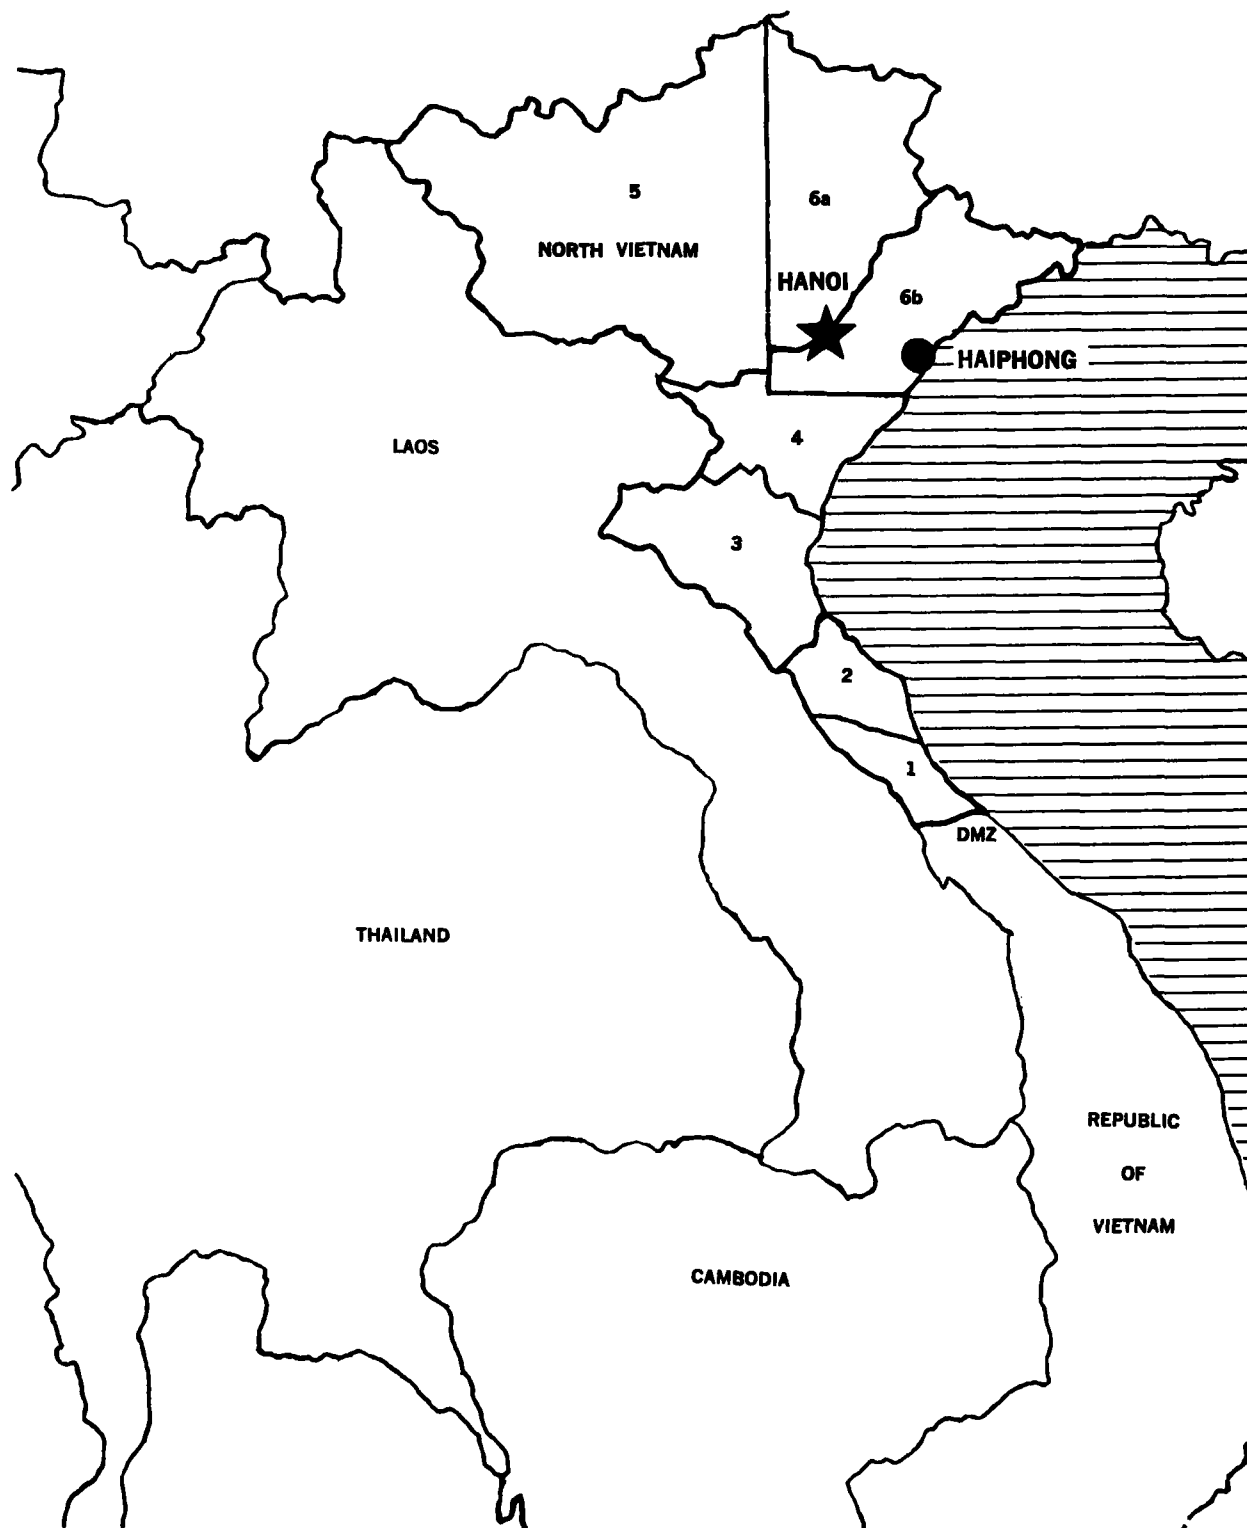 5
6a
NORTH VIETNAM
HANOI
6b
HAIPHONG
4
LAOS
3
2
1
DMZ
THAILAND
REPUBLIC
OF
VIETNAM
CAMBODIA